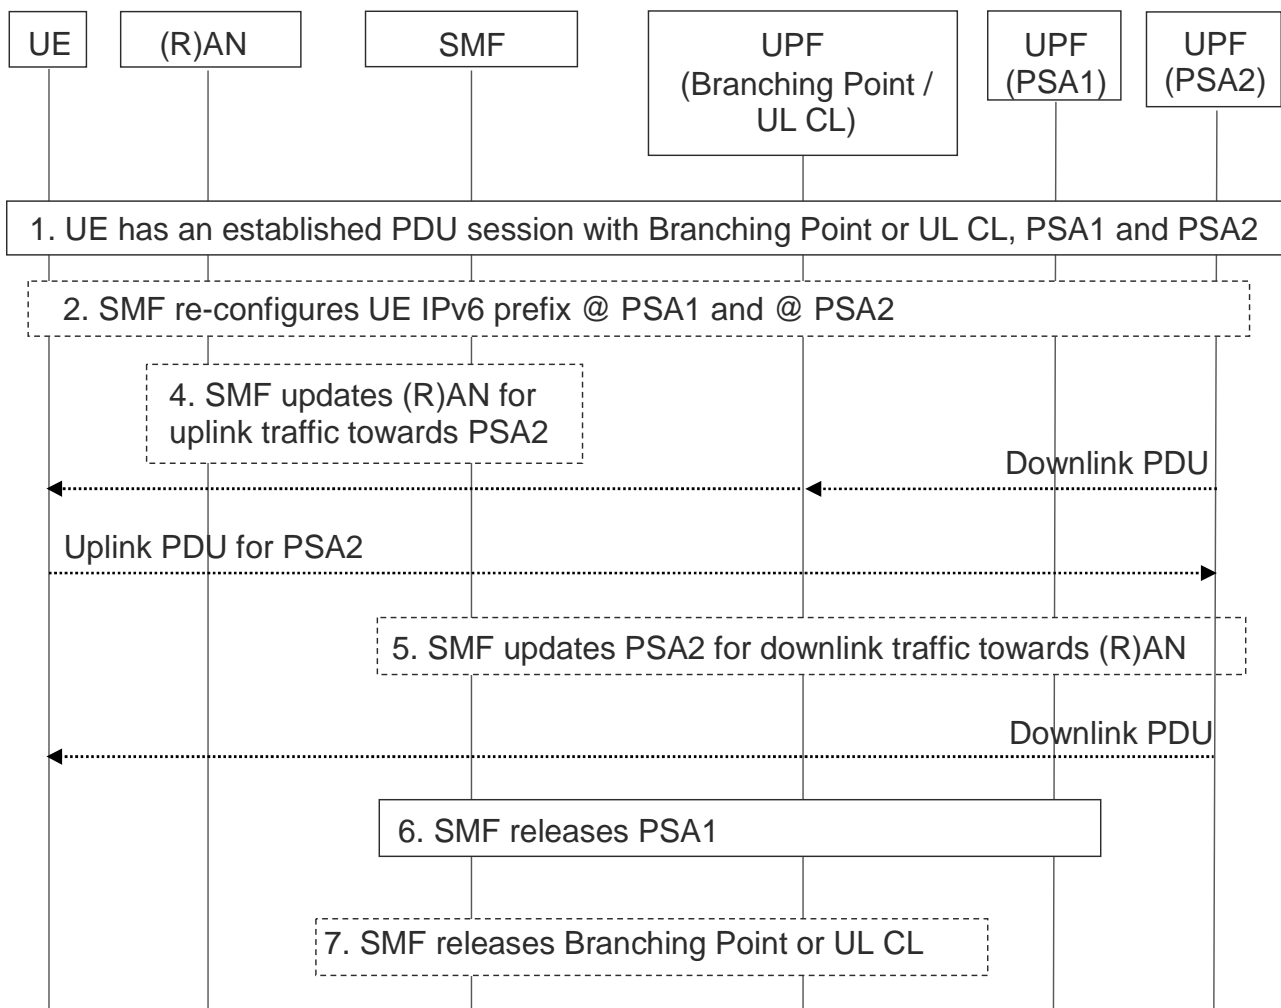 UE
(R)AN
SMF
UPF
(Branching Point /
UL CL)
UPF
(PSA1)
UPF
(PSA2)
1. UE has an established PDU session with Branching Point or UL CL, PSA1 and PSA2
2. SMF re-configures UE IPv6 prefix @ PSA1 and @ PSA2
4. SMF updates (R)AN for
uplink traffic towards PSA2
Downlink PDU
Uplink PDU for PSA2
5. SMF updates PSA2 for downlink traffic towards (R)AN
Downlink PDU
6. SMF releases PSA1
7. SMF releases Branching Point or UL CL